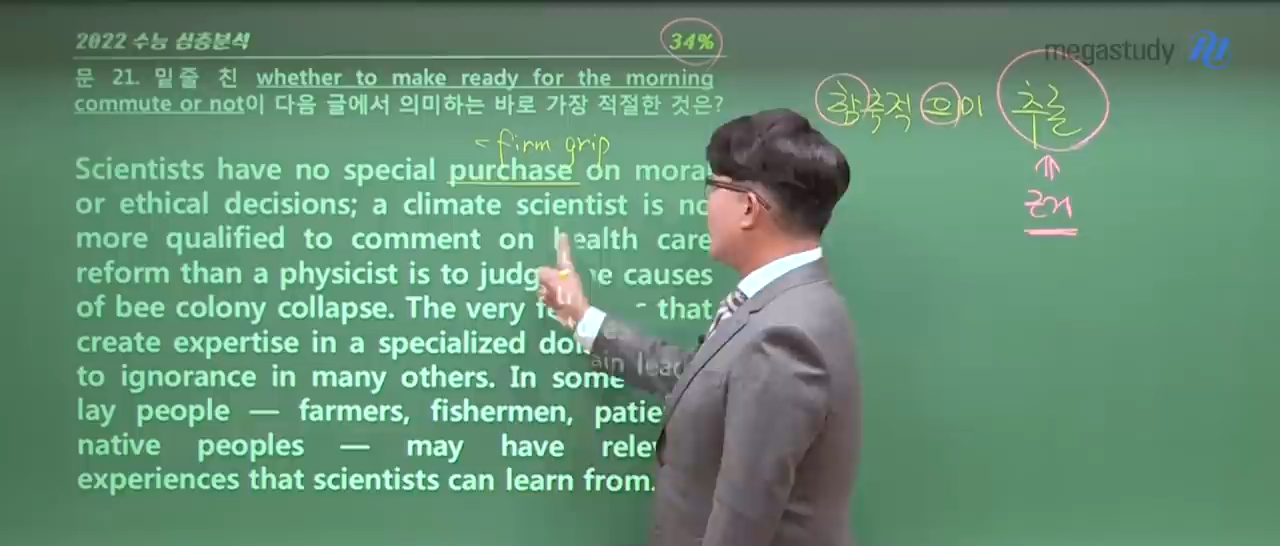 2022 수능 심층분석
34%
megastudy
문 21. 밑줄 친 whether to make ready for the morning
commute or not이 다음 글에서 의미하는 바로 가장 적절한 것은?
함축적 의미 추론
= firm grip
근거
Scientists have no special purchase on moral
or ethical decisions; a climate scientist is no
more qualified to comment on health care
reform than a physicist is to judge the causes
of bee colony collapse. The very that
create expertise in a specialized domain lead
to ignorance in many others. In some
lay people — farmers, fishermen,
native peoples — may have
experiences that scientists can learn from.